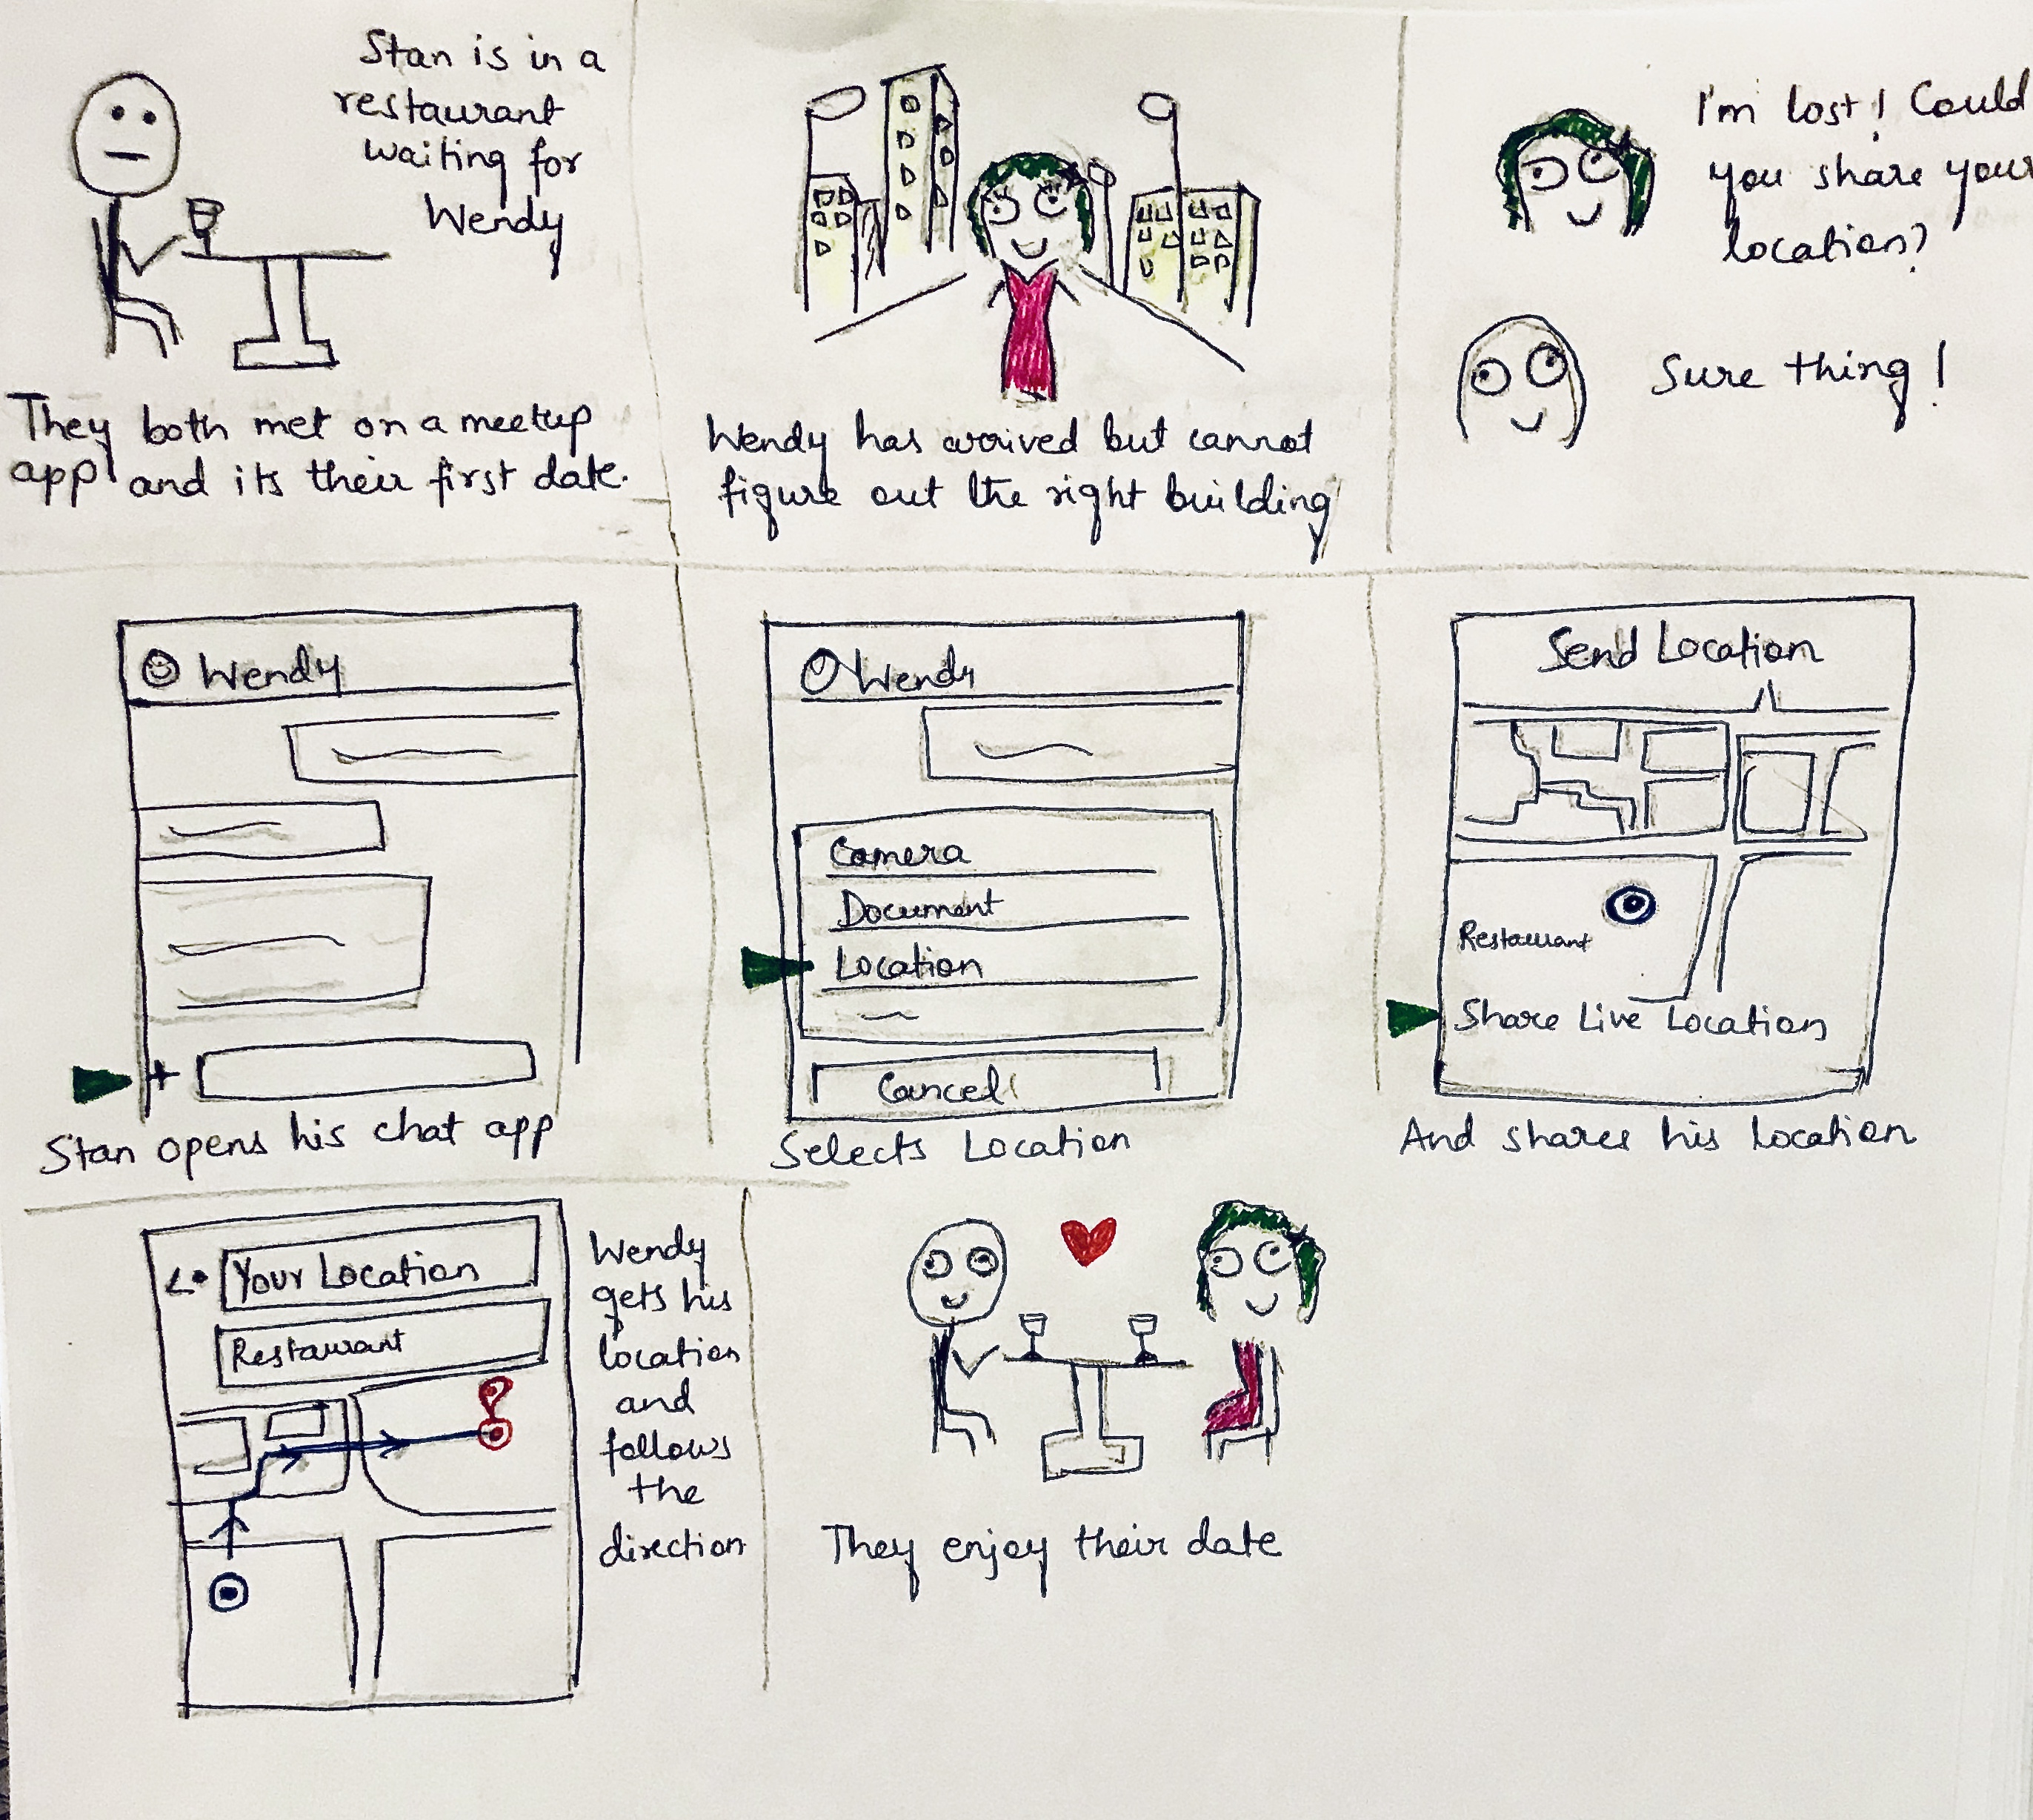 Stan is in a
restaurant
waiting for
Wendy
They both met on a meetup
app and its their first date.
Wendy has arrived but cannot
figure out the right building
I'm lost! Could
you share your
location?
Sure thing!
Wendy
+
Stan opens his chat app
Wendy
Camera
Document
Location
Cancel
Selects Location
Send Location
Restaurant
Share Live Location
And shares his location
Your Location
Restaurant
Wendy
gets his
location
and
follows
the
direction
They enjoy their date